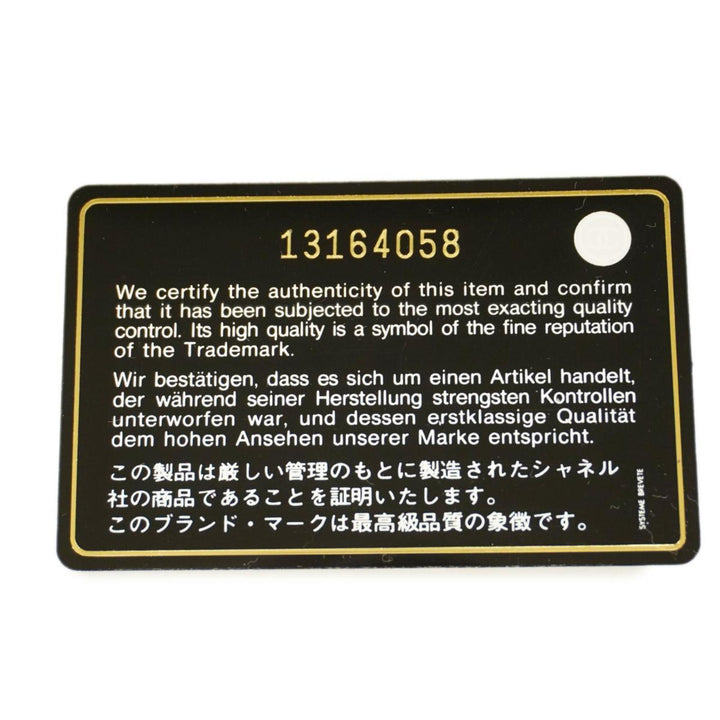 13164058
We certify the authenticity of this item and confirm
that it has been subjected to the most exacting quality
control. Its high quality is a symbol of the fine reputation
of the Trademark.
Wir bestätigen, dass es sich um einen Artikel handelt,
der während seiner Herstellung strengsten Kontrollen
unterworfen war, und dessen erstklassige Qualität
dem hohen Ansehen unserer Marke entspricht.
この製品は厳しい管理のもとに製造されたシャネル
社の商品であることを証明いたします。
このブランド・マークは最高級品質の象徴です。
SYSTEME BREVETE